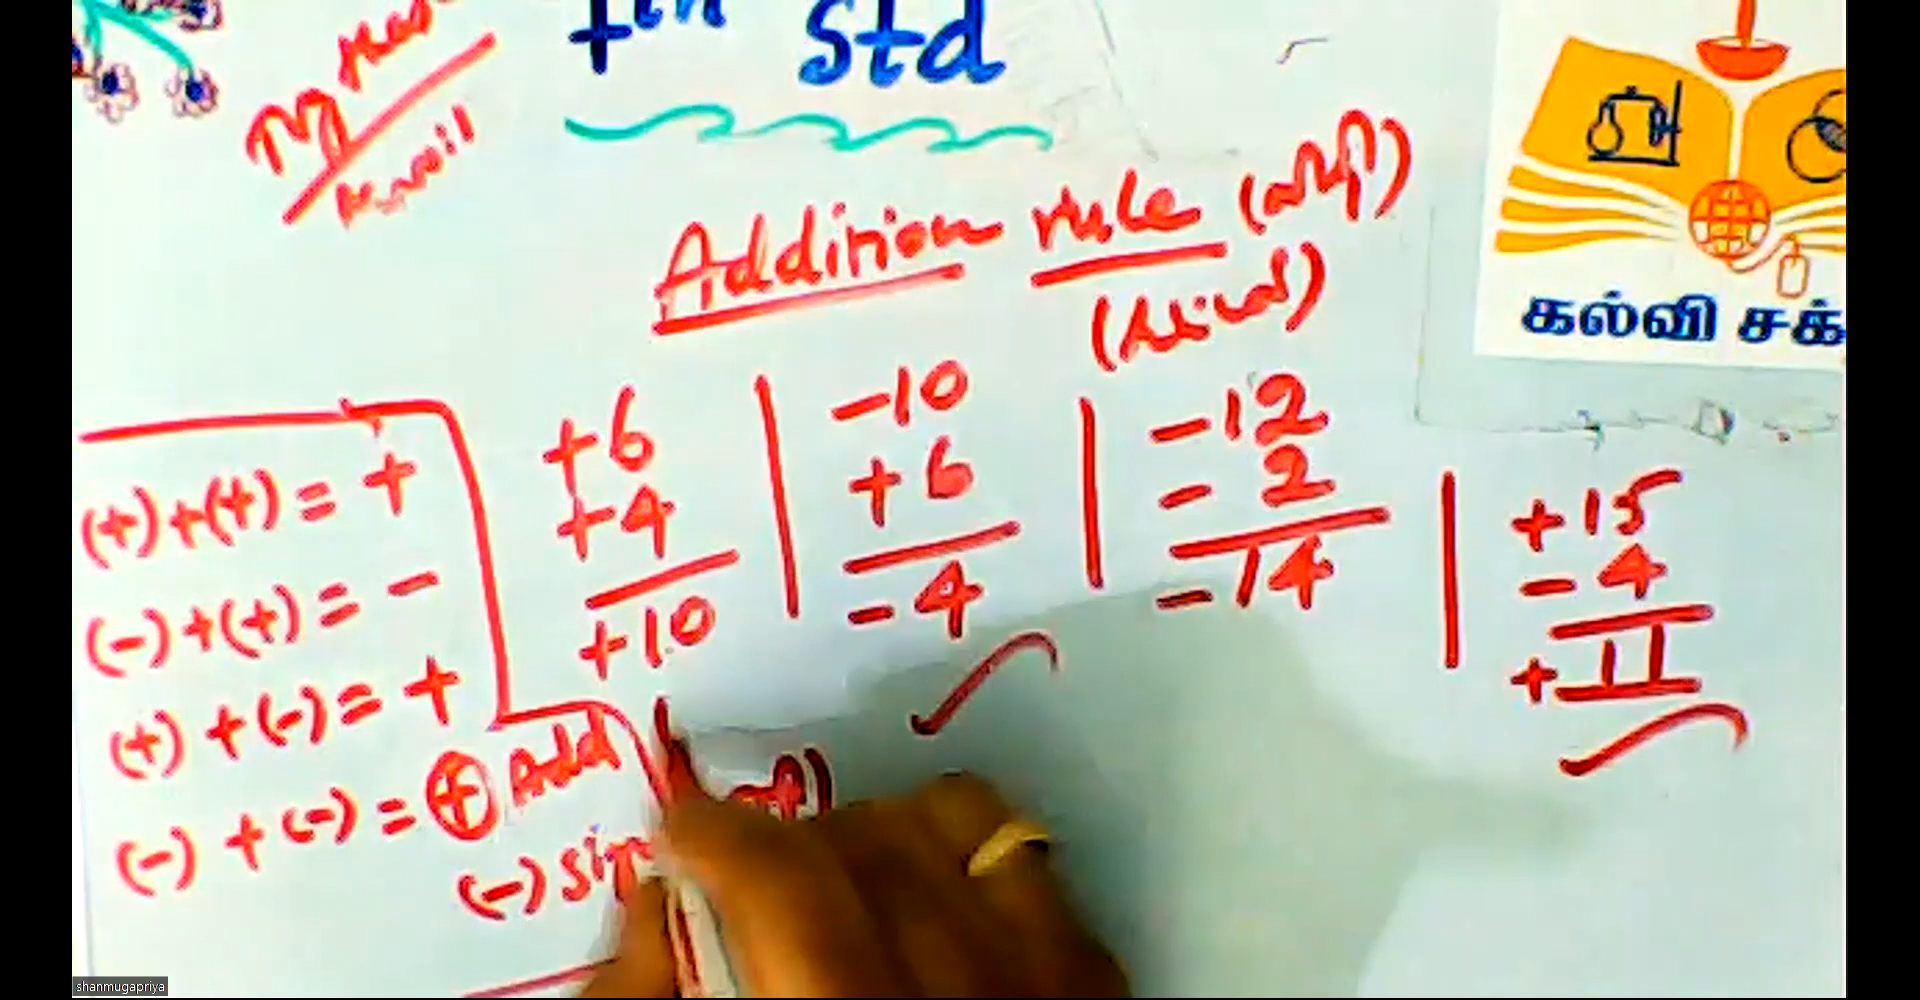 Std
Addition rule
+6
+4
+10
-10
+6
-4
-12
-2
-14
+15
-4
+11
(+)+(+) = +
(-)+(+) = -
(+) + (-) = +
(-) + (-) = (+) Add
(-) sign
கல்வி
shanmugapriya